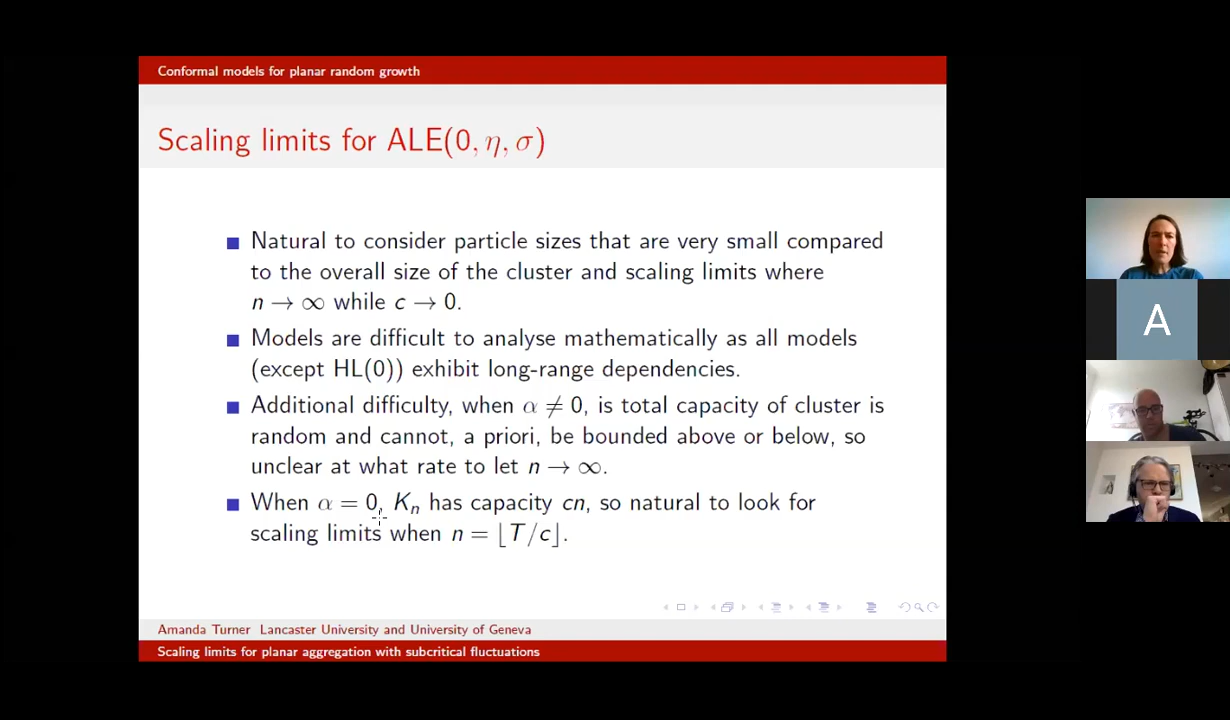 Conformal models for planar random growth
Scaling limits for ALE(0, η, σ)
Natural to consider particle sizes that are very small compared
to the overall size of the cluster and scaling limits where
n → ∞ while c → 0.
Models are difficult to analyse mathematically as all models
(except HL(0)) exhibit long-range dependencies.
Additional difficulty, when α ≠ 0, is total capacity of cluster is
random and cannot, a priori, be bounded above or below, so
unclear at what rate to let n → ∞.
When α = 0, Kₙ has capacity cn, so natural to look for
scaling limits when n = ⌊T/c⌋.
Amanda Turner Lancaster University and University of Geneva
Scaling limits for planar aggregation with subcritical fluctuations
A